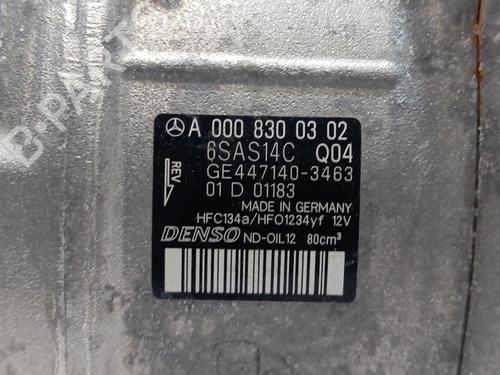 B-PARTS
A 000 830 03 02
6SAS14C Q04
REV.
GE447140-3463
01 D 01183
MADE IN GERMANY
HFC134a/HFO1234yf 12V
DENSO ND-OIL12 80cm³